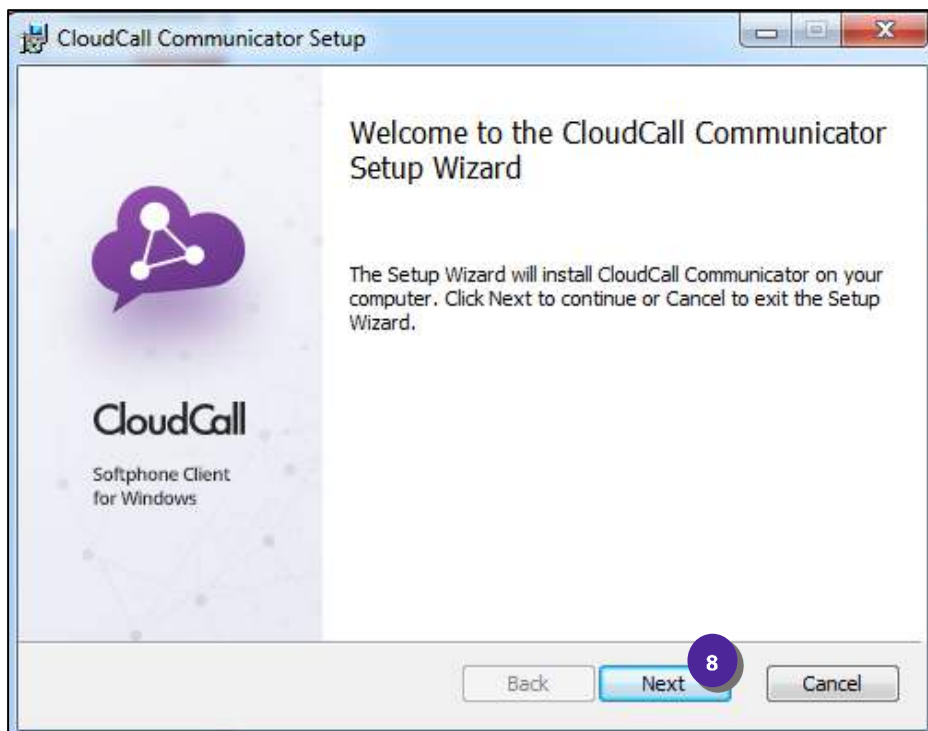 CloudCall Communicator Setup
Welcome to the CloudCall Communicator
Setup Wizard
The Setup Wizard will install CloudCall Communicator on your
computer. Click Next to continue or Cancel to exit the Setup
Wizard.
CloudCall
Softphone Client
for Windows
Back
Next
8
Cancel